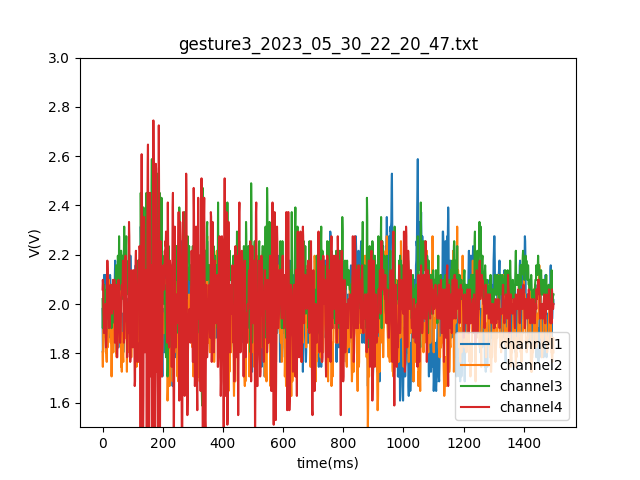 gesture3_2023_05_30_22_20_47.txt
V(V)
3.0
2.8
2.6
2.4
2.2
2.0
1.8
1.6
channel1
channel2
channel3
channel4
0 200 400 600 800 1000 1200 1400
time(ms)